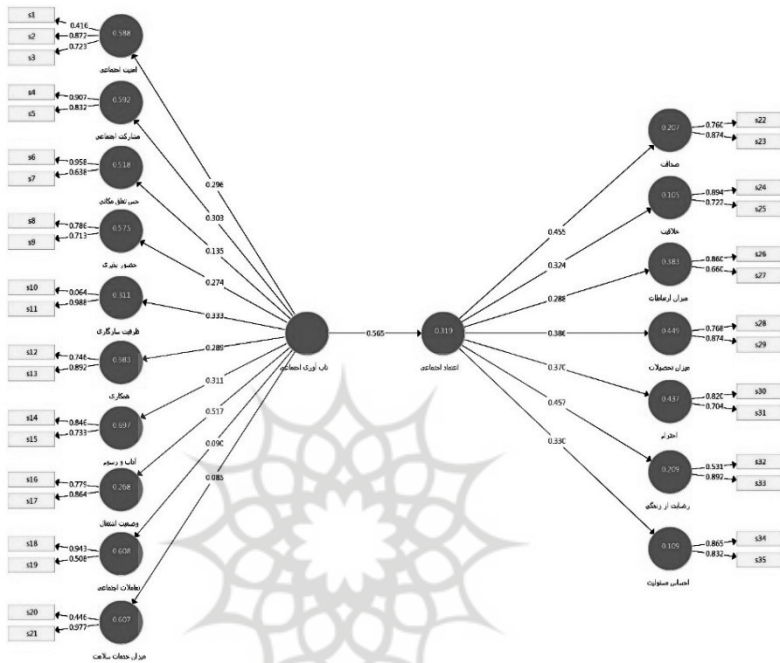 s1
0.416
s2
0.872
s3
0.723
0.588
امنیت اجتماعی
s4
0.907
s5
0.832
0.592
مشارکت اجتماعی
s6
0.958
s7
0.638
0.518
حس تعلق مکانی
s8
0.786
s9
0.713
0.575
حضور پذیری
s10
0.064
s11
0.988
0.311
ظرفیت سازگاری
s12
0.746
s13
0.892
0.583
همکاری
s14
0.846
s15
0.733
0.697
آداب و رسوم
s16
0.779
s17
0.864
0.268
وضعیت اشتغال
s18
0.943
s19
0.508
0.608
تعاملات اجتماعی
s20
0.446
s21
0.977
0.607
میزان خدمات سلامت
0.296
0.303
0.135
0.274
0.333
0.289
0.311
0.517
0.090
0.085
تاب آوری اجتماعی
0.565
0.319
اعتماد اجتماعی
0.455
0.324
0.288
0.386
0.370
0.457
0.330
0.207
صداقت
0.760
s22
0.874
s23
0.105
خلاقیت
0.894
s24
0.722
s25
0.383
میزان ارتباطات
0.860
s26
0.660
s27
0.449
میزان تحصیلات
0.768
s28
0.874
s29
0.437
احترام
0.820
s30
0.704
s31
0.209
رضایت از زندگی
0.531
s32
0.892
s33
0.109
احساس مسئولیت
0.865
s34
0.832
s35